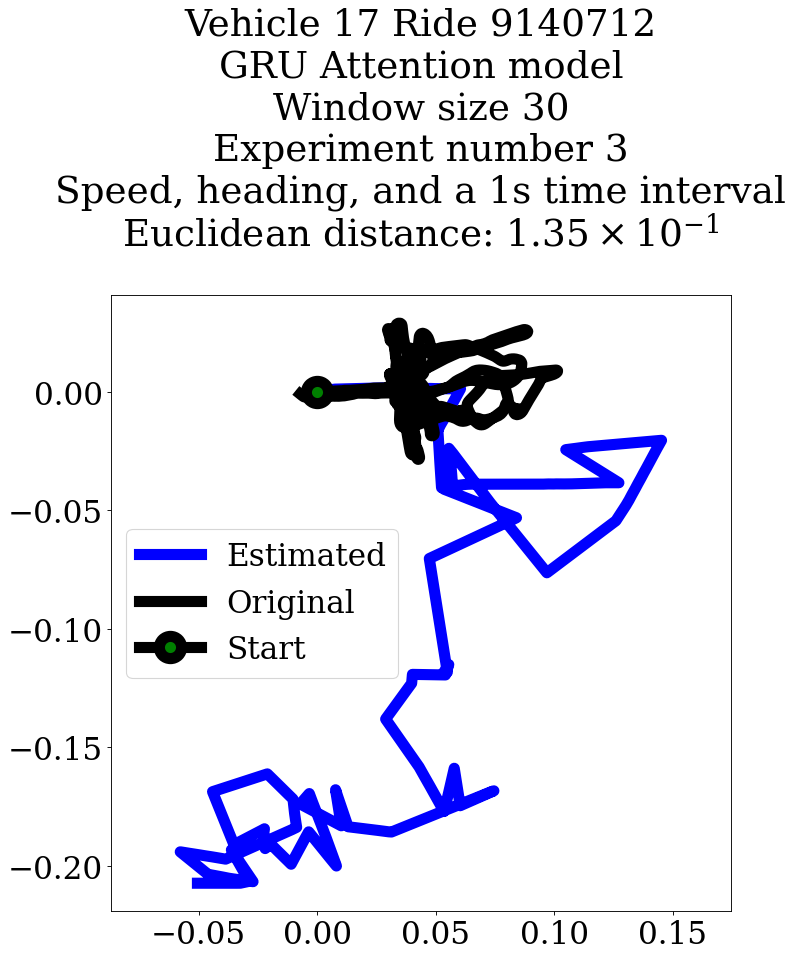 Vehicle 17 Ride 9140712
GRU Attention model
Window size 30
Experiment number 3
Speed, heading, and a 1s time interval
Euclidean distance: 1.35 × 10⁻¹
0.00
−0.05
−0.10
−0.15
−0.20
Estimated
Original
Start
−0.05 0.00 0.05 0.10 0.15